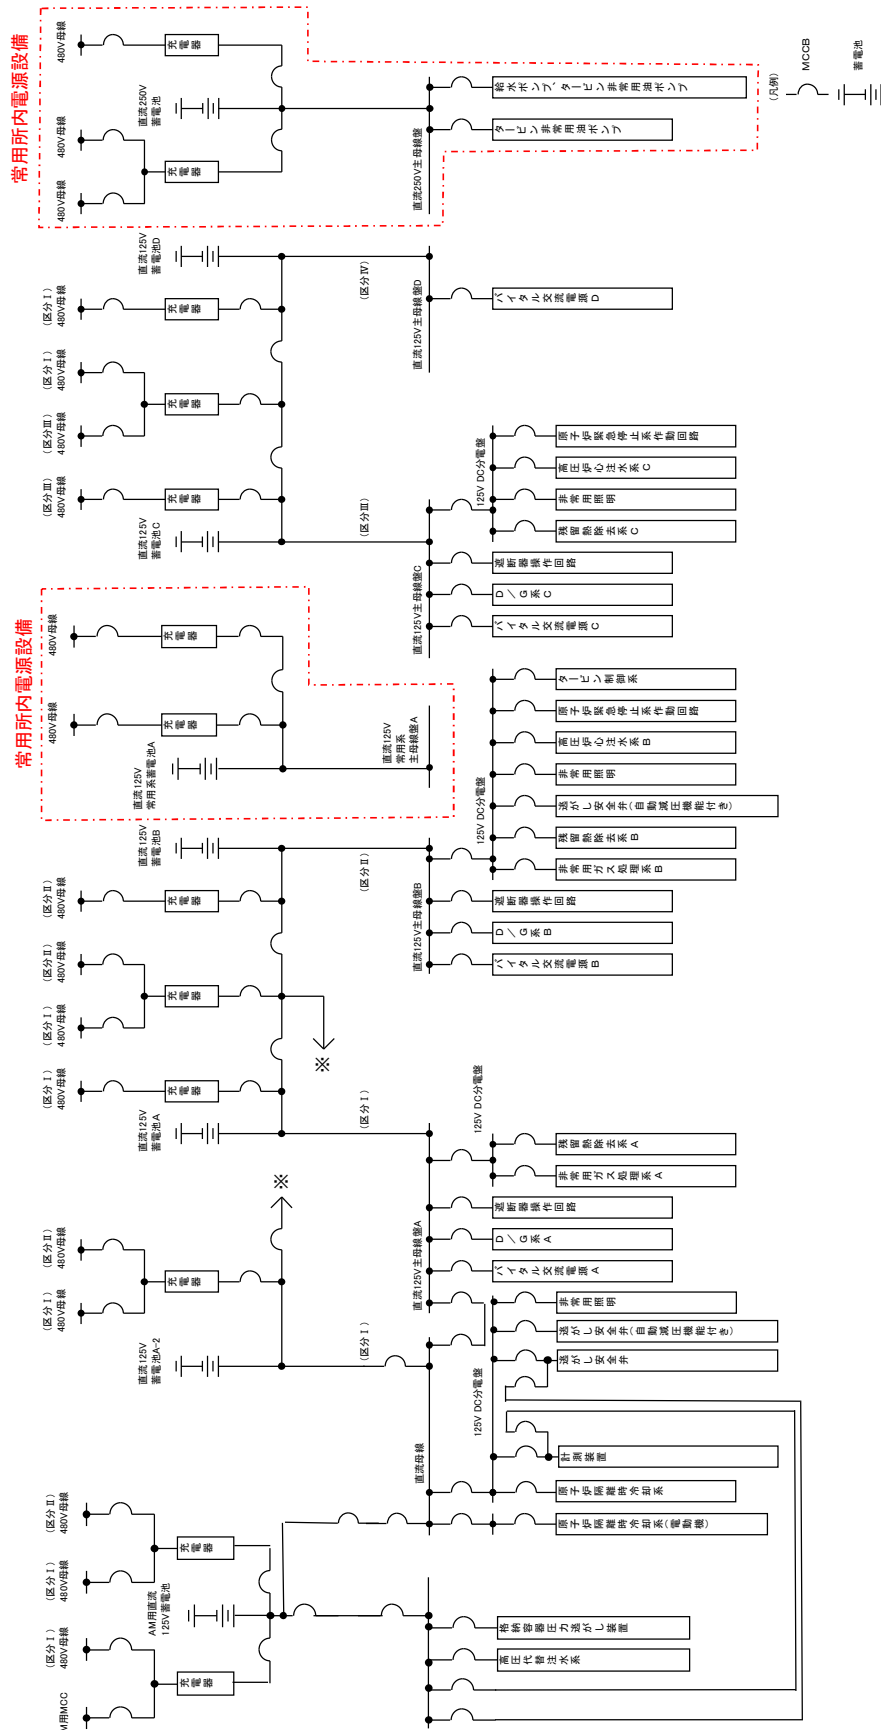 常用所内電源設備
480V母線
480V母線
480V母線
充電器
充電器
直流250V
蓄電池
直流250V主母線盤
給水ポンプ、タービン非常用油ポンプ
タービン非常用油ポンプ
(凡例)
MCCB
蓄電池
直流125V
蓄電池D
(区分Ⅰ)
480V母線
(区分Ⅰ)
480V母線
(区分Ⅲ)
480V母線
(区分Ⅲ)
480V母線
充電器
充電器
充電器
直流125V
蓄電池C
(区分Ⅳ)
(区分Ⅲ)
直流125V主母線盤D
バイタル交流電源D
125V DC分電盤
原子炉緊急停止系作動回路
高圧炉心注水系C
非常用照明
残留熱除去系C
直流125V主母線盤C
遮断器操作回路
D/G系C
バイタル交流電源C
常用所内電源設備
480V母線
480V母線
充電器
充電器
直流125V
常用系蓄電池A
直流125V
常用系
主母線盤A
125V DC分電盤
タービン制御系
原子炉緊急停止系作動回路
高圧炉心注水系B
非常用照明
逃がし安全弁(自動減圧機能付き)
残留熱除去系B
非常用ガス処理系B
直流125V
蓄電池B
(区分Ⅱ)
480V母線
(区分Ⅱ)
480V母線
(区分Ⅰ)
480V母線
(区分Ⅰ)
480V母線
充電器
充電器
充電器
※
直流125V
蓄電池A
(区分Ⅱ)
(区分Ⅰ)
直流125V主母線盤B
遮断器操作回路
D/G系B
バイタル交流電源B
125V DC分電盤
残留熱除去系A
非常用ガス処理系A
直流125V主母線盤A
遮断器操作回路
D/G系A
バイタル交流電源A
※
(区分Ⅱ)
480V母線
(区分Ⅰ)
480V母線
充電器
直流125V
蓄電池A-2
(区分Ⅰ)
125V DC分電盤
非常用照明
逃がし安全弁(自動減圧機能付き)
逃がし安全弁
計測装置
直流母線
原子炉隔離時冷却系
原子炉隔離時冷却系(電動機)
(区分Ⅱ)
480V母線
(区分Ⅰ)
480V母線
(区分Ⅰ)
480V母線
M用MCC
充電器
充電器
AM用直流
125V蓄電池
格納容器圧力逃がし装置
高圧代替注水系